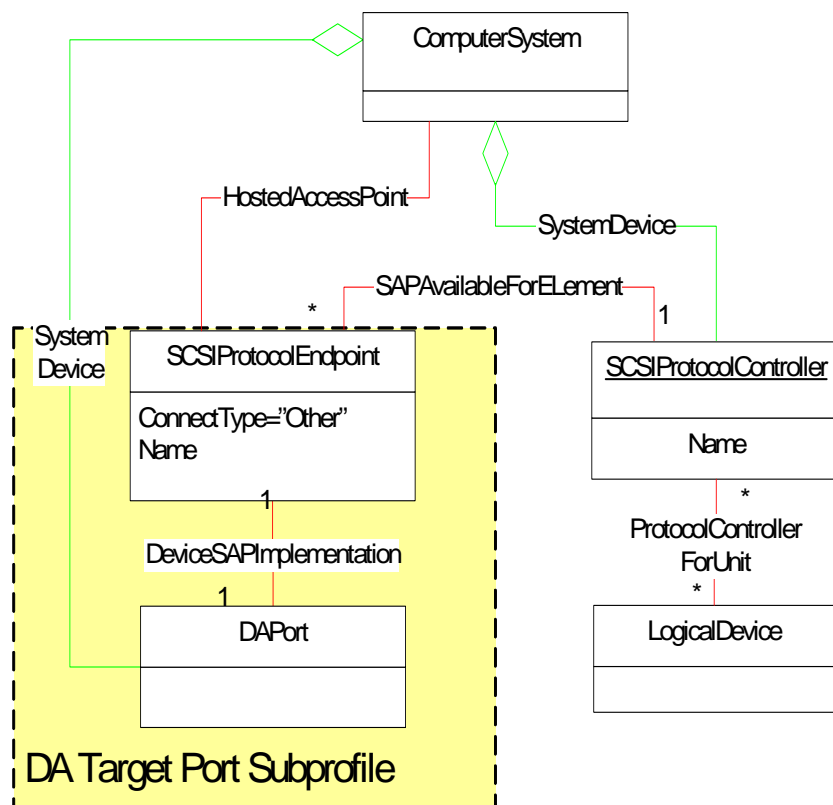 ComputerSystem
HostedAccessPoint
SystemDevice
SAPAvailableForELement
*
1
System
Device
SCSIProtocolEndpoint
ConnectType="Other"
Name
SCSIProtocolController
Name
1
*
DeviceSAPImplementation
ProtocolController
ForUnit
1
*
DAPort
LogicalDevice
DA Target Port Subprofile